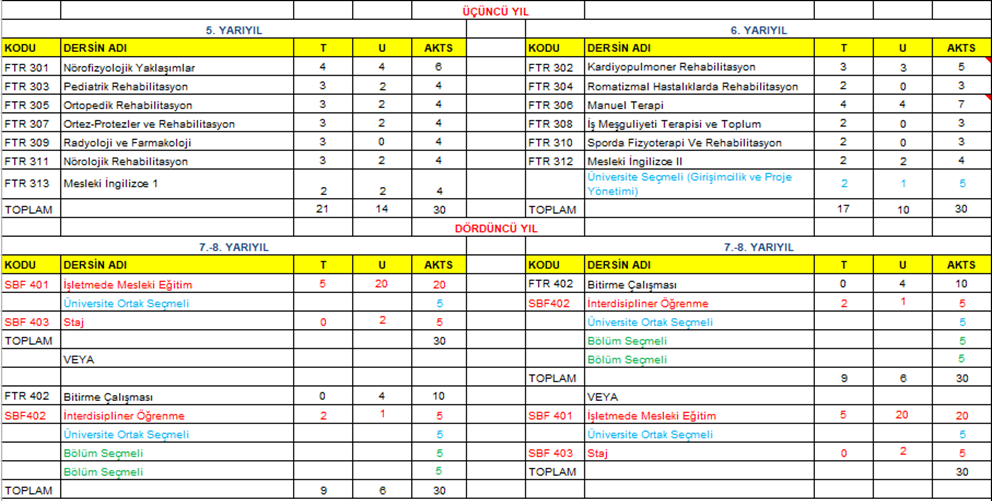 ÜÇÜNCÜ YIL
5. YARIYIL 6. YARIYIL
KODU DERSİN ADI T U AKTS KODU DERSİN ADI T U AKTS
FTR 301 Nörofizyolojik Yaklaşımlar 4 4 6 FTR 302 Kardiyopulmoner Rehabilitasyon 3 3 5
FTR 303 Pediatrik Rehabilitasyon 3 2 4 FTR 304 Romatizmal Hastalıklarda Rehabilitasyon 2 0 3
FTR 305 Ortopedik Rehabilitasyon 3 2 4 FTR 306 Manuel Terapi 4 4 7
FTR 307 Ortez-Protezler ve Rehabilitasyon 3 2 4 FTR 308 İş Meşguliyeti Terapisi ve Toplum 2 0 3
FTR 309 Radyoloji ve Farmakoloji 3 0 4 FTR 310 Sporda Fizyoterapi Ve Rehabilitasyon 2 0 3
FTR 311 Nörolojik Rehabilitasyon 3 2 4 FTR 312 Mesleki İngilizce II 2 2 4
FTR 313 Mesleki İngilizce 1 2 2 4 Üniversite Seçmeli (Girişimcilik ve Proje
Yönetimi) 2 1 5
TOPLAM 21 14 30 TOPLAM 17 10 30
DÖRDÜNCÜ YIL
7.-8. YARIYIL 7.-8. YARIYIL
KODU DERSİN ADI T U AKTS KODU DERSİN ADI T U AKTS
SBF 401 İşletmede Mesleki Eğitim 5 20 20 FTR 402 Bitirme Çalışması 0 4 10
Üniversite Ortak Seçmeli 5 SBF402 İnterdisipliner Öğrenme 2 1 5
SBF 403 Staj 0 2 5 Üniversite Ortak Seçmeli 5
TOPLAM 30 Bölüm Seçmeli 5
VEYA Bölüm Seçmeli 5
TOPLAM 9 6 30
FTR 402 Bitirme Çalışması 0 4 10 VEYA
SBF402 İnterdisipliner Öğrenme 2 1 5 SBF 401 İşletmede Mesleki Eğitim 5 20 20
Üniversite Ortak Seçmeli 5 Üniversite Ortak Seçmeli 5
Bölüm Seçmeli 5 SBF 403 Staj 0 2 5
Bölüm Seçmeli 5 TOPLAM 30
TOPLAM 9 6 30